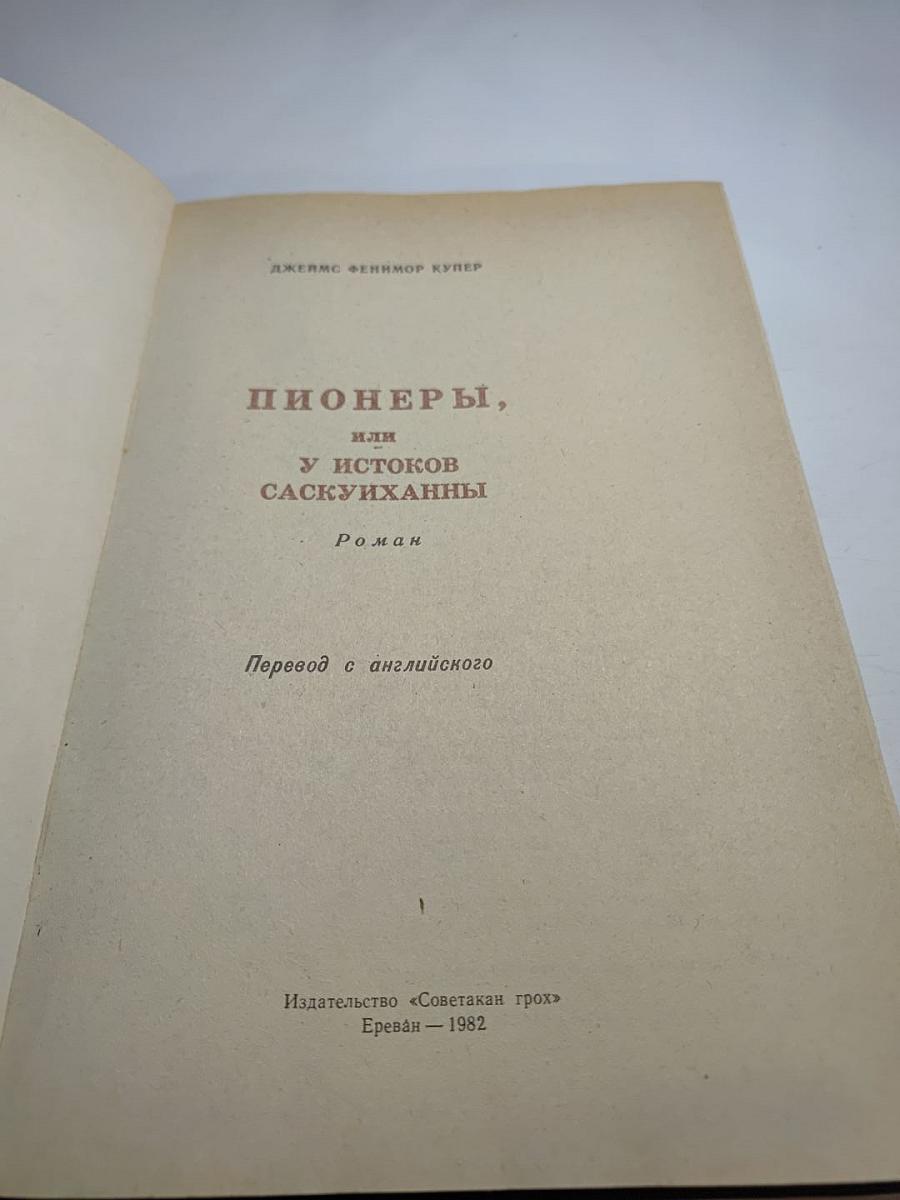 ДЖЕЙМС ФЕНИМОР КУПЕР
ПИОНЕРЫ,
ИЛИ
У ИСТОКОВ
САСКУИХАННЫ
Роман
Перевод с английского
Издательство «Советакан грох»
Ереван — 1982